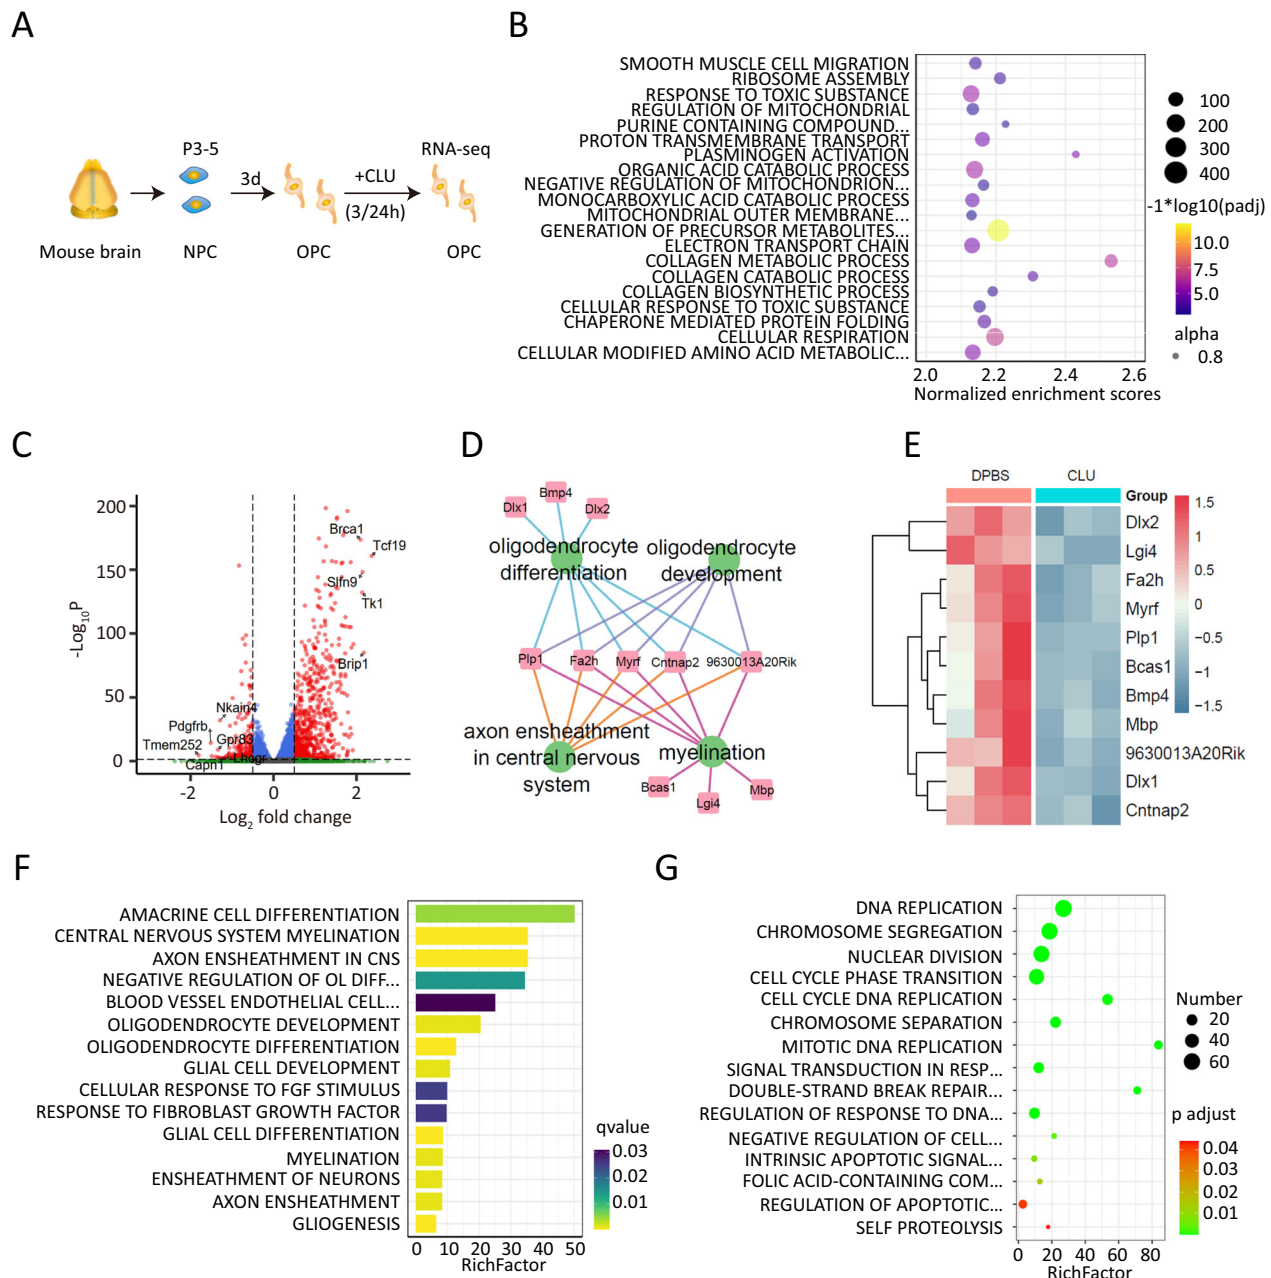 A
P3-5
3d
+CLU
(3/24h)
RNA-seq
Mouse brain
NPC
OPC
OPC
B
SMOOTH MUSCLE CELL MIGRATION
RIBOSOME ASSEMBLY
RESPONSE TO TOXIC SUBSTANCE
REGULATION OF MITOCHONDRIAL
PURINE CONTAINING COMPOUND...
PROTON TRANSMEMBRANE TRANSPORT
PLASMINOGEN ACTIVATION
ORGANIC ACID CATABOLIC PROCESS
NEGATIVE REGULATION OF MITOCHONDRION...
MONOCARBOXYLIC ACID CATABOLIC PROCESS
MITOCHONDRIAL OUTER MEMBRANE...
GENERATION OF PRECURSOR METABOLITES...
ELECTRON TRANSPORT CHAIN
COLLAGEN METABOLIC PROCESS
COLLAGEN CATABOLIC PROCESS
COLLAGEN BIOSYNTHETIC PROCESS
CELLULAR RESPONSE TO TOXIC SUBSTANCE
CHAPERONE MEDIATED PROTEIN FOLDING
CELLULAR RESPIRATION
CELLULAR MODIFIED AMINO ACID METABOLIC...
2.0 2.2 2.4 2.6
Normalized enrichment scores
100
200
300
400
-1*log10(padj)
10.0
7.5
5.0
alpha
0.8
C
200
150
100
50
0
-Log10P
Brca1
Tcf19
Slfn9
Tk1
Brip1
Nkain4
Pdgfrb
Gpr83
Tmem252
Lhpgr
Capn1
-2 0 2
Log2 fold change
D
Bmp4
Dlx1
Dlx2
oligodendrocyte
differentiation
oligodendrocyte
development
Plp1
Fa2h
Myrf
Cntnap2
9630013A20Rik
axon ensheathment
in central nervous
system
myelination
Bcas1
Lgi4
Mbp
E
DPBS
CLU
Group
Dlx2
Lgi4
Fa2h
Myrf
Plp1
Bcas1
Bmp4
Mbp
9630013A20Rik
Dlx1
Cntnap2
1.5
1
0.5
0
−0.5
−1
−1.5
F
AMACRINE CELL DIFFERENTIATION
CENTRAL NERVOUS SYSTEM MYELINATION
AXON ENSHEATHMENT IN CNS
NEGATIVE REGULATION OF OL DIFF...
BLOOD VESSEL ENDOTHELIAL CELL...
OLIGODENDROCYTE DEVELOPMENT
OLIGODENDROCYTE DIFFERENTIATION
GLIAL CELL DEVELOPMENT
CELLULAR RESPONSE TO FGF STIMULUS
RESPONSE TO FIBROBLAST GROWTH FACTOR
GLIAL CELL DIFFERENTIATION
MYELINATION
ENSHEATHMENT OF NEURONS
AXON ENSHEATHMENT
GLIOGENESIS
0 10 20 30 40 50
RichFactor
qvalue
0.03
0.02
0.01
G
DNA REPLICATION
CHROMOSOME SEGREGATION
NUCLEAR DIVISION
CELL CYCLE PHASE TRANSITION
CELL CYCLE DNA REPLICATION
CHROMOSOME SEPARATION
MITOTIC DNA REPLICATION
SIGNAL TRANSDUCTION IN RESP...
DOUBLE-STRAND BREAK REPAIR...
REGULATION OF RESPONSE TO DNA...
NEGATIVE REGULATION OF CELL...
INTRINSIC APOPTOTIC SIGNAL...
FOLIC ACID-CONTAINING COM...
REGULATION OF APOPTOTIC...
SELF PROTEOLYSIS
0 20 40 60 80
RichFactor
Number
20
40
60
p adjust
0.04
0.03
0.02
0.01